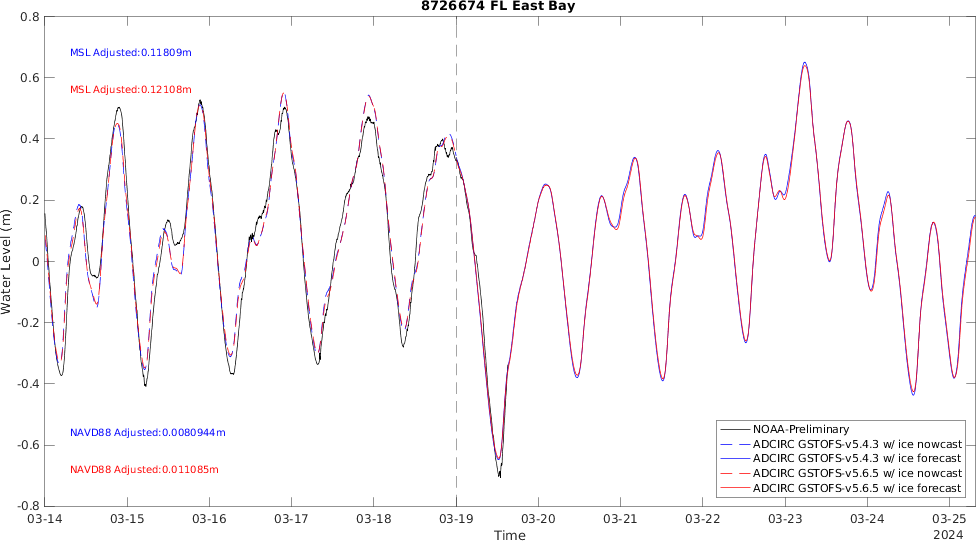 8726674 FL East Bay
0.8
0.6
0.4
0.2
0
-0.2
-0.4
-0.6
-0.8
Water Level (m)
MSL Adjusted:0.11809m
MSL Adjusted:0.12108m
NAVD88 Adjusted:0.0080944m
NAVD88 Adjusted:0.011085m
NOAA-Preliminary
ADCIRC GSTOFS-v5.4.3 w/ ice nowcast
ADCIRC GSTOFS-v5.4.3 w/ ice forecast
ADCIRC GSTOFS-v5.6.5 w/ ice nowcast
ADCIRC GSTOFS-v5.6.5 w/ ice forecast
03-14 03-15 03-16 03-17 03-18 03-19 03-20 03-21 03-22 03-23 03-24 03-25
Time
2024